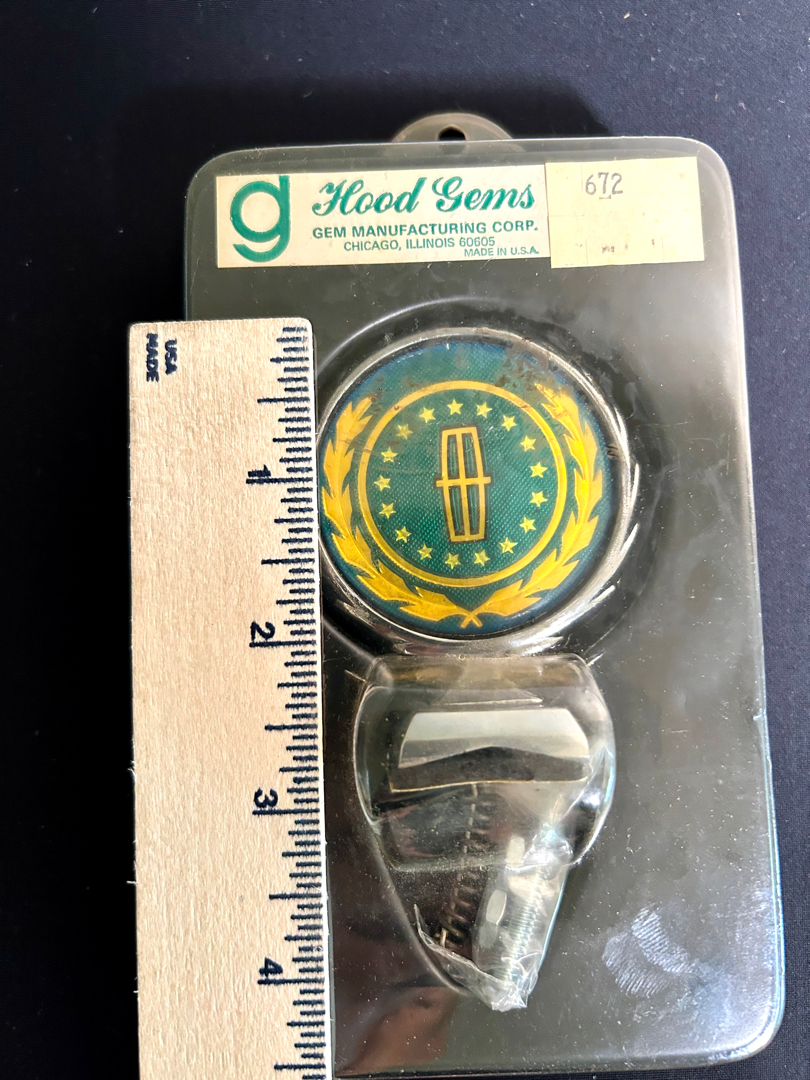 g
Hood Gems
GEM MANUFACTURING CORP.
CHICAGO, ILLINOIS 60605
MADE IN U.S.A.
672
MADE
USA
1
2
3
4